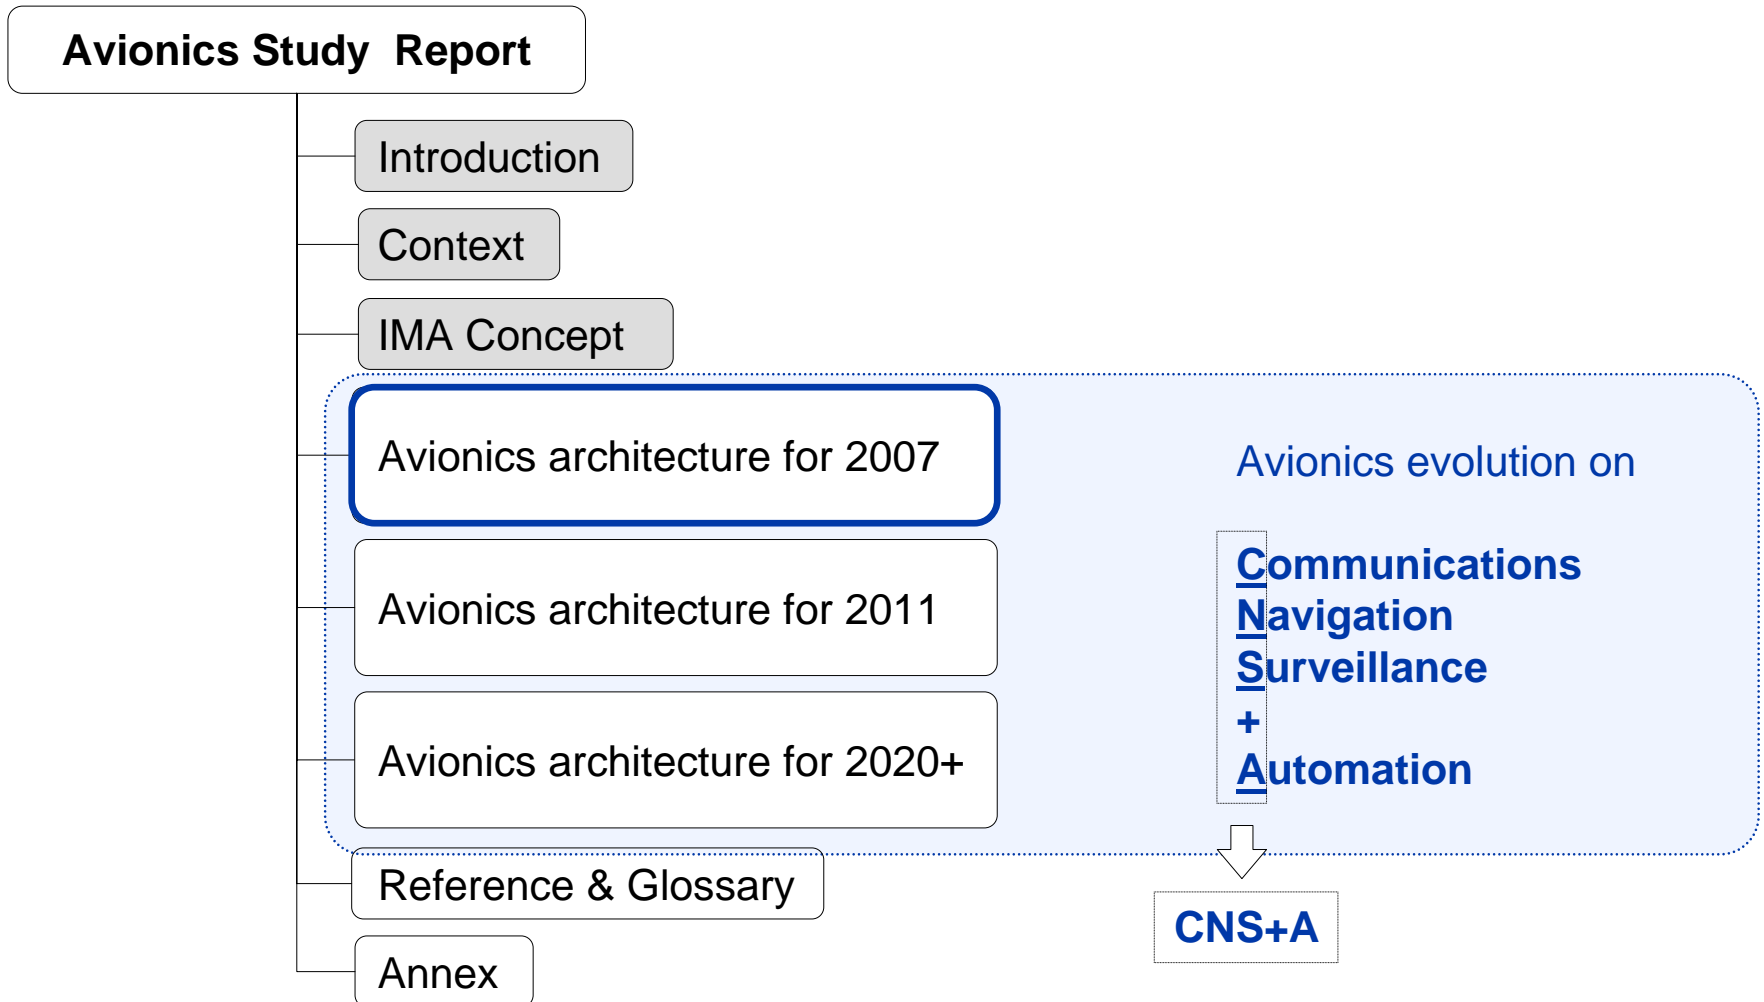 Avionics Study Report
Introduction
Context
IMA Concept
Avionics architecture for 2007
Avionics architecture for 2011
Avionics architecture for 2020+
Reference & Glossary
Annex
Avionics evolution on
Communications
Navigation
Surveillance
+
Automation
CNS+A